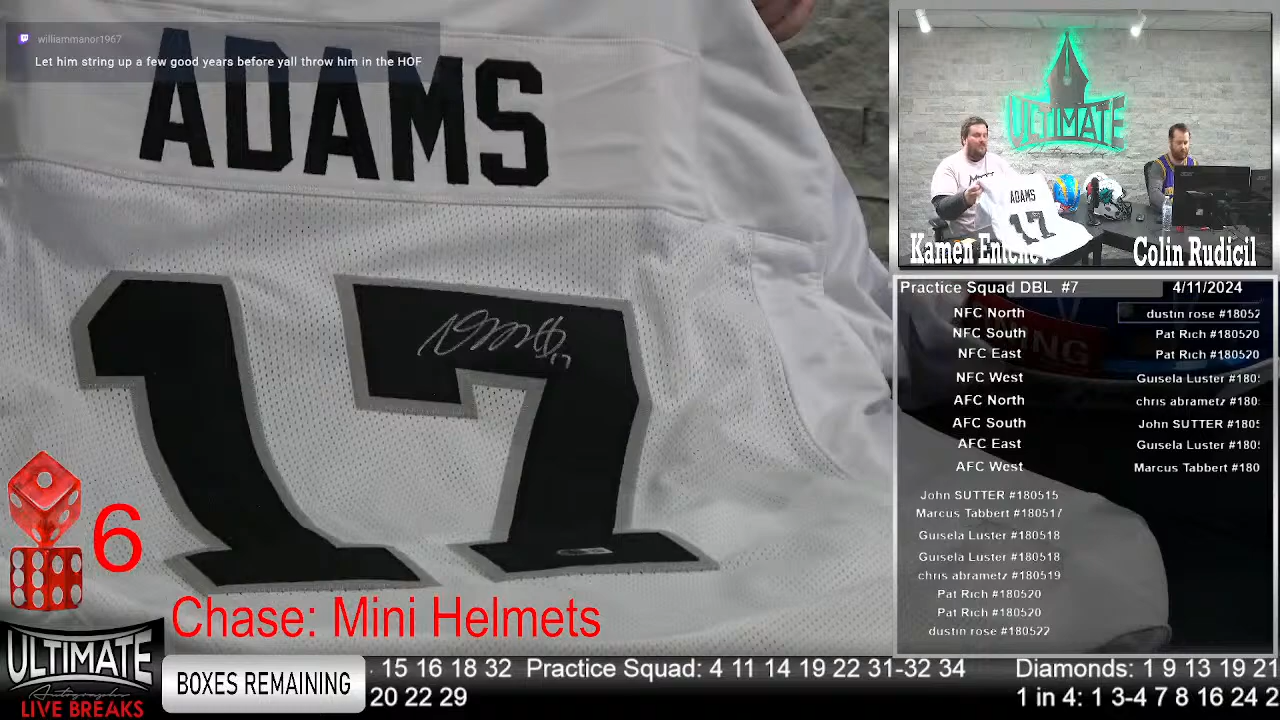 williammanor1967
Let him string up a few good years before yall throw him in the HOF
ADAMS
17
17
6
Chase: Mini Helmets
ULTIMATE
Autographs
LIVE BREAKS
BOXES REMAINING
15 16 18 32 Practice Squad: 4 11 14 19 22 31-32 34 Diamonds: 1 9 13 19 21
20 22 29 1 in 4: 1 3-4 7 8 16 24 2
ULTIMATE
ADAMS
17
Kamen Entchev
Colin Rudicil
Practice Squad DBL #7 4/11/2024
NFC North dustin rose #18052
NFC South Pat Rich #180520
NFC East Pat Rich #180520
NFC West Guisela Luster #180
AFC North chris abrametz #180
AFC South John SUTTER #180
AFC East Guisela Luster #180
AFC West Marcus Tabbert #180
John SUTTER #180515
Marcus Tabbert #180517
Guisela Luster #180518
Guisela Luster #180518
chris abrametz #180519
Pat Rich #180520
Pat Rich #180520
dustin rose #180522